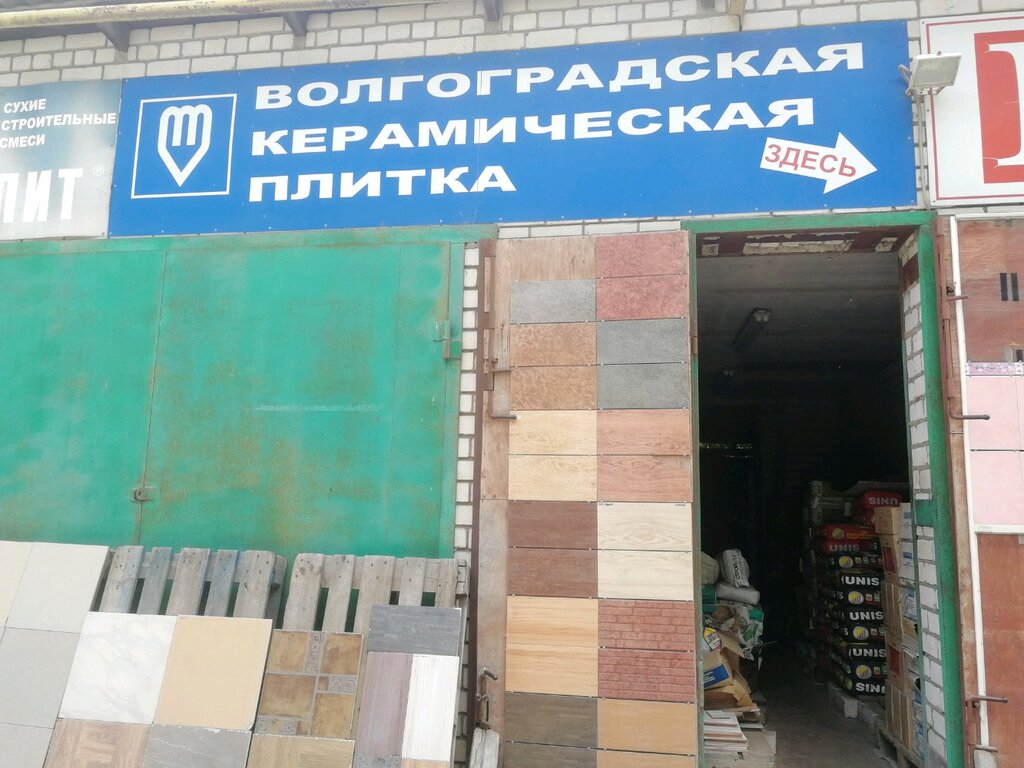 СУХИЕ
СТРОИТЕЛЬНЫЕ
СМЕСИ
ПИТ®
ВОЛГОГРАДСКАЯ
КЕРАМИЧЕСКАЯ
ПЛИТКА
ЗДЕСЬ
UNIS
UNIS
UNIS
UNIS
UNIS